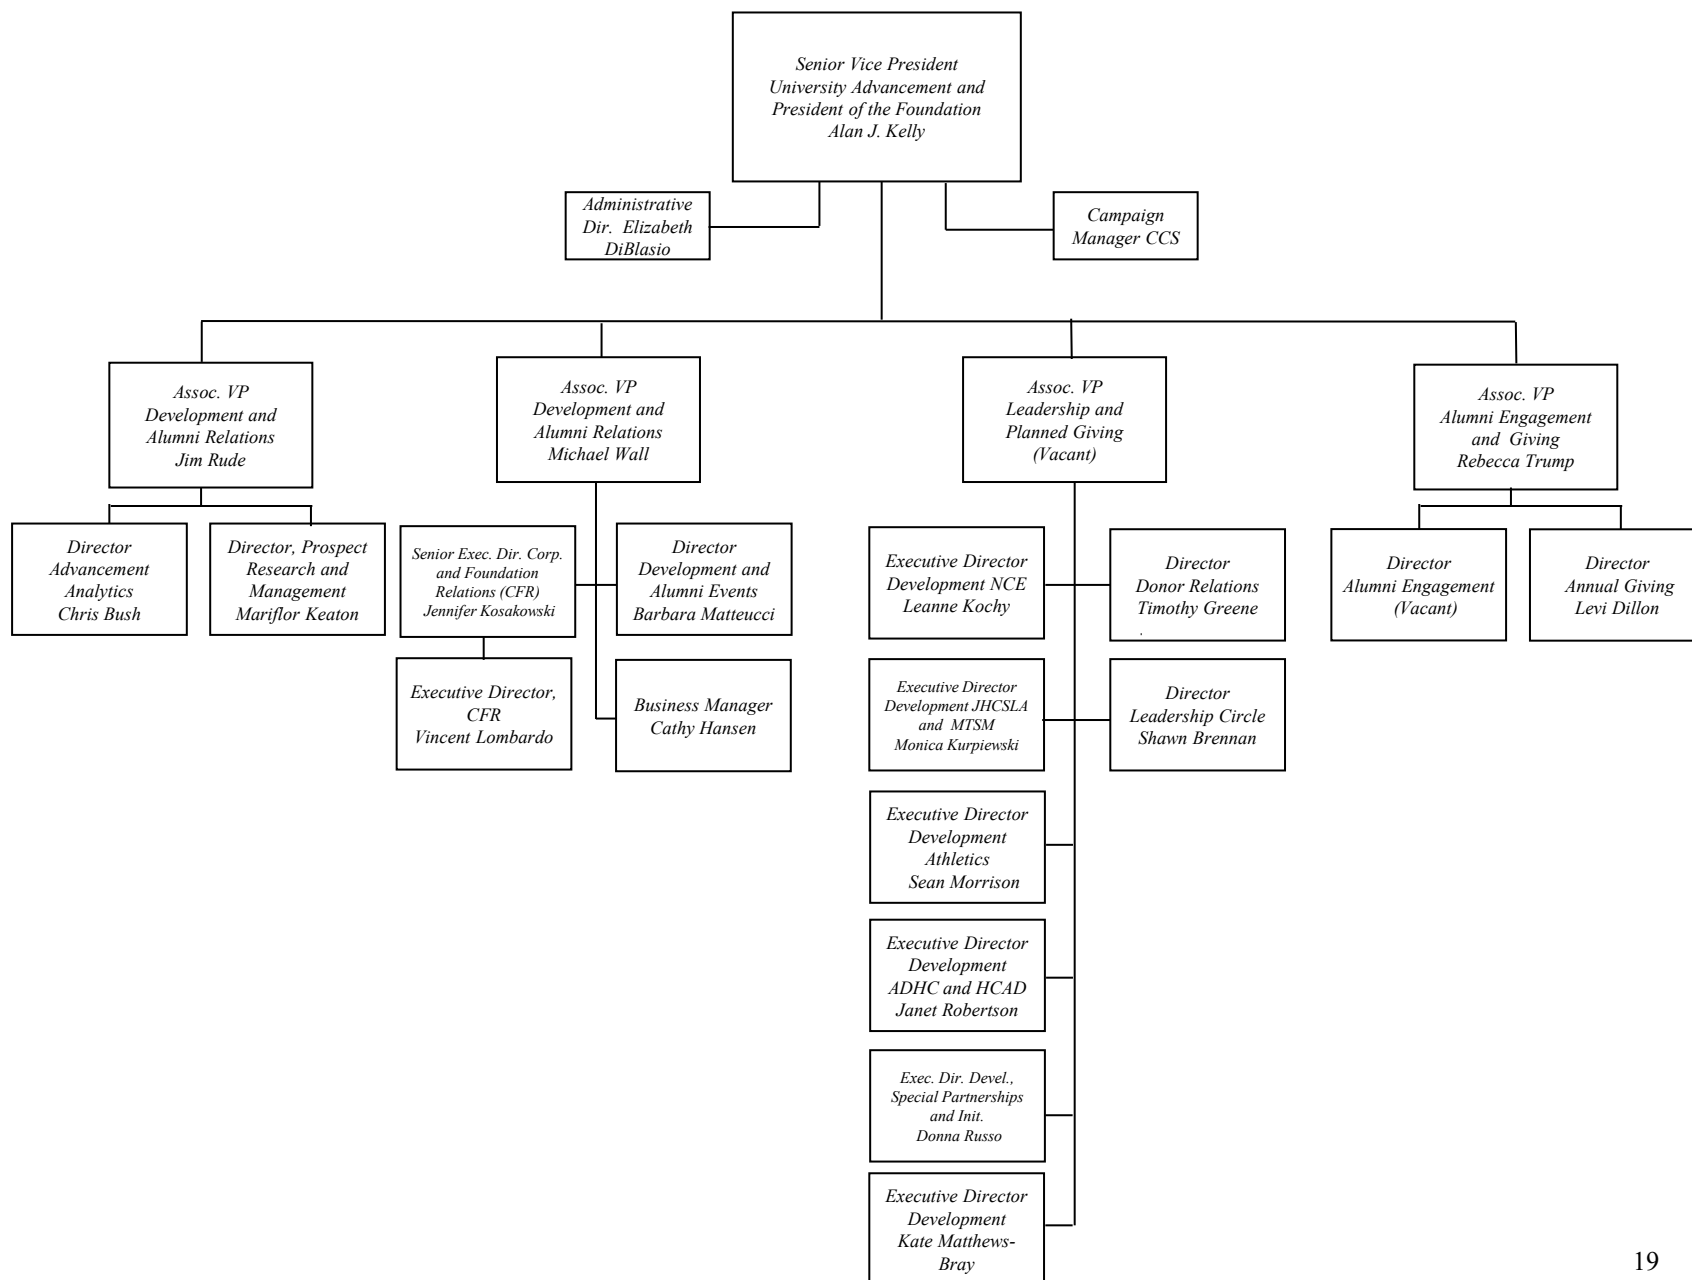 Senior Vice President
University Advancement and
President of the Foundation
Alan J. Kelly
Administrative
Dir. Elizabeth
DiBlasio
Campaign
Manager CCS
Assoc. VP
Development and
Alumni Relations
Jim Rude
Assoc. VP
Development and
Alumni Relations
Michael Wall
Assoc. VP
Leadership and
Planned Giving
(Vacant)
Assoc. VP
Alumni Engagement
and Giving
Rebecca Trump
Director
Advancement
Analytics
Chris Bush
Director, Prospect
Research and
Management
Mariflor Keaton
Senior Exec. Dir. Corp.
and Foundation
Relations (CFR)
Jennifer Kosakowski
Director
Development and
Alumni Events
Barbara Matteucci
Executive Director
Development NCE
Leanne Kochy
Director
Donor Relations
Timothy Greene
.
Director
Alumni Engagement
(Vacant)
Director
Annual Giving
Levi Dillon
Executive Director,
CFR
Vincent Lombardo
Business Manager
Cathy Hansen
Executive Director
Development JHCSLA
and MTSM
Monica Kurpiewski
Director
Leadership Circle
Shawn Brennan
Executive Director
Development
Athletics
Sean Morrison
Executive Director
Development
ADHC and HCAD
Janet Robertson
Exec. Dir. Devel.,
Special Partnerships
and Init.
Donna Russo
Executive Director
Development
Kate Matthews-
Bray
19